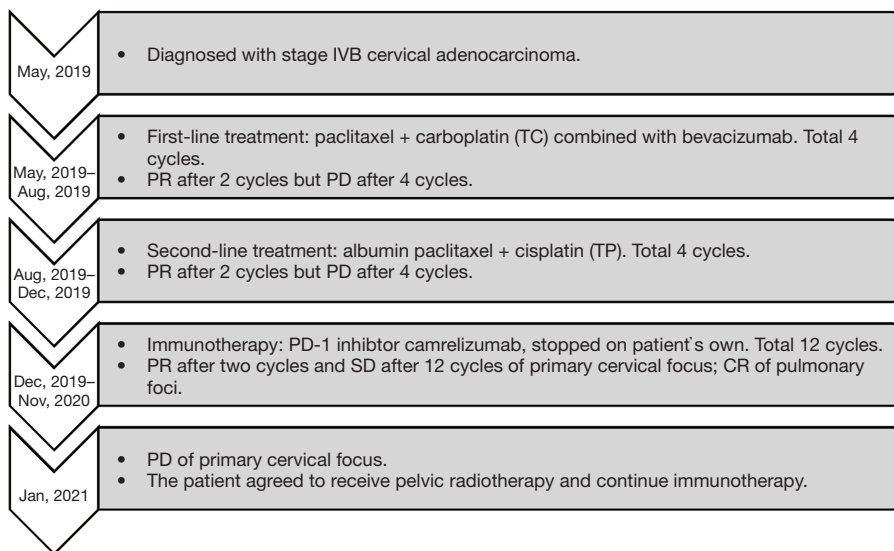 May, 2019
• Diagnosed with stage IVB cervical adenocarcinoma.
May, 2019–
Aug, 2019
• First-line treatment: paclitaxel + carboplatin (TC) combined with bevacizumab. Total 4
cycles.
• PR after 2 cycles but PD after 4 cycles.
Aug, 2019–
Dec, 2019
• Second-line treatment: albumin paclitaxel + cisplatin (TP). Total 4 cycles.
• PR after 2 cycles but PD after 4 cycles.
Dec, 2019–
Nov, 2020
• Immunotherapy: PD-1 inhibtor camrelizumab, stopped on patient's own. Total 12 cycles.
• PR after two cycles and SD after 12 cycles of primary cervical focus; CR of pulmonary
foci.
Jan, 2021
• PD of primary cervical focus.
• The patient agreed to receive pelvic radiotherapy and continue immunotherapy.